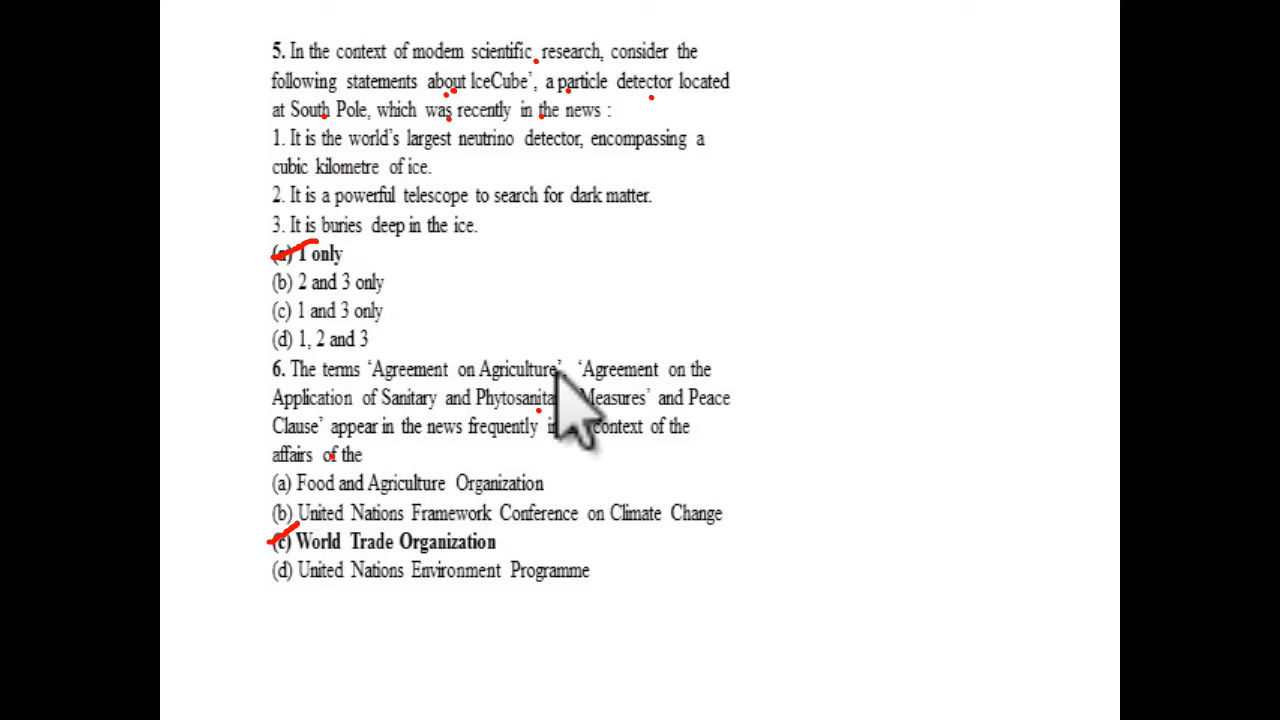 5. In the context of modem scientific research, consider the
following statements about lceCube', a particle detector located
at South Pole, which was recently in the news :
1. It is the world's largest neutrino detector, encompassing a
cubic kilometre of ice.
2. It is a powerful telescope to search for dark matter.
3. It is buries deep in the ice.
(a) 1 only
(b) 2 and 3 only
(c) 1 and 3 only
(d) 1, 2 and 3
6. The terms 'Agreement on Agriculture', 'Agreement on the
Application of Sanitary and Measures' and Peace
Clause' appear in the news frequently context of the
affairs of the
(a) Food and Agriculture Organization
(b) United Nations Framework Conference on Climate Change
(c) World Trade Organization
(d) United Nations Environment Programme